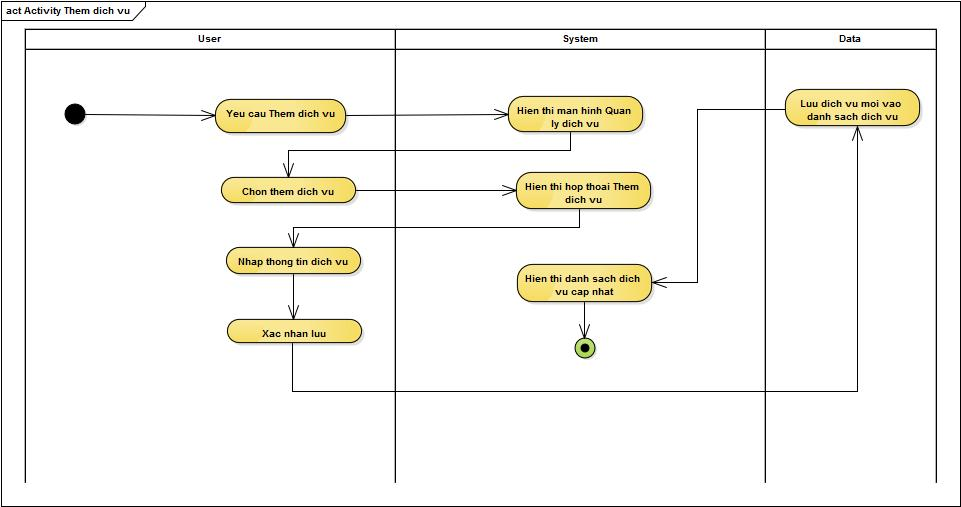 act Activity Them dich vu
User
System
Data
Yeu cau Them dich vu
Hien thi man hinh Quan
ly dich vu
Luu dich vu moi vao
danh sach dich vu
Chon them dich vu
Hien thi hop thoai Them
dich vu
Nhap thong tin dich vu
Hien thi danh sach dich
vu cap nhat
Xac nhan luu